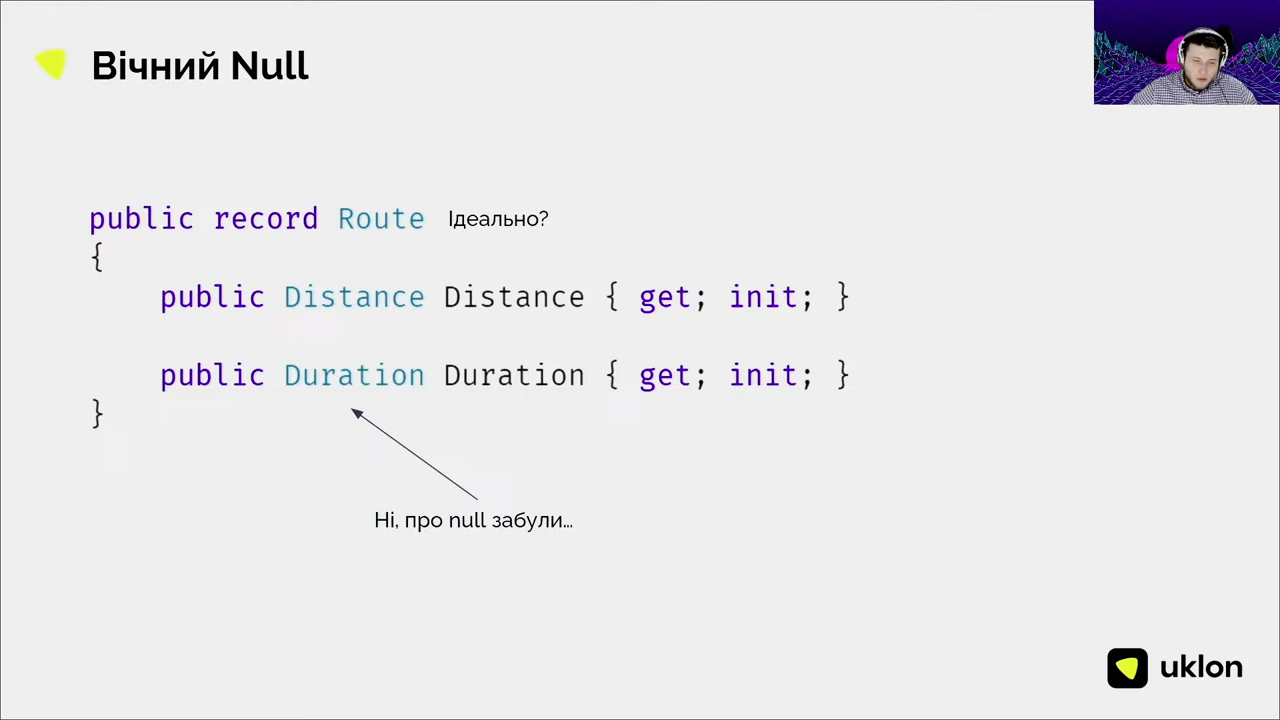 Вічний Null
public record Route Ідеально?
{
    public Distance Distance { get; init; }
    public Duration Duration { get; init; }
}
Ні, про null забули...
uklon